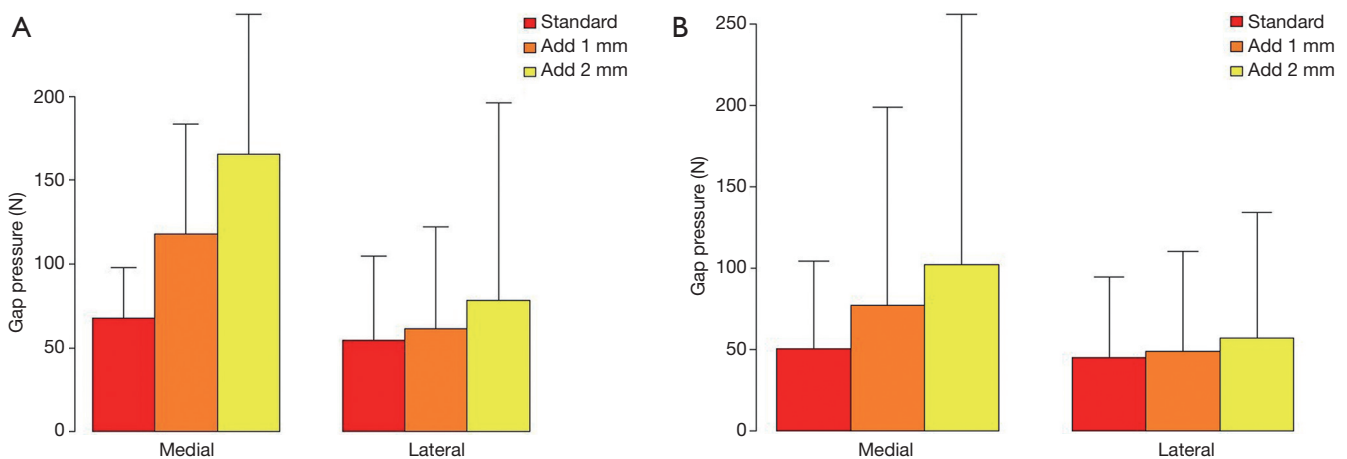 A
Standard
Add 1 mm
Add 2 mm
Gap pressure (N)
200
150
100
50
0
Medial
Lateral
B
Standard
Add 1 mm
Add 2 mm
Gap pressure (N)
250
200
150
100
50
0
Medial
Lateral